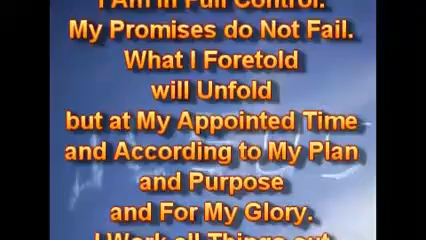 I Am in Full Control.
My Promises do Not Fail.
What I Foretold
will Unfold
but at My Appointed Time
and According to My Plan
and Purpose
and For My Glory.
I Work all Things out